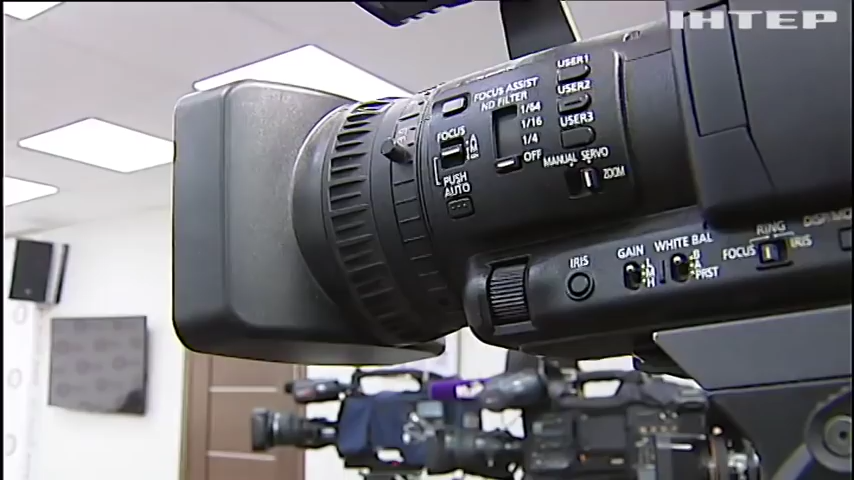 ІНТЕР
FOCUS ASSIST
ND FILTER
1/64
1/16
1/4
OFF
USER1
USER2
USER3
FOCUS
A
M
PUSH
AUTO
MANUAL SERVO
ZOOM
IRIS
GAIN
L
M
H
WHITE BAL
B
A
PRST
RING
FOCUS
IRIS